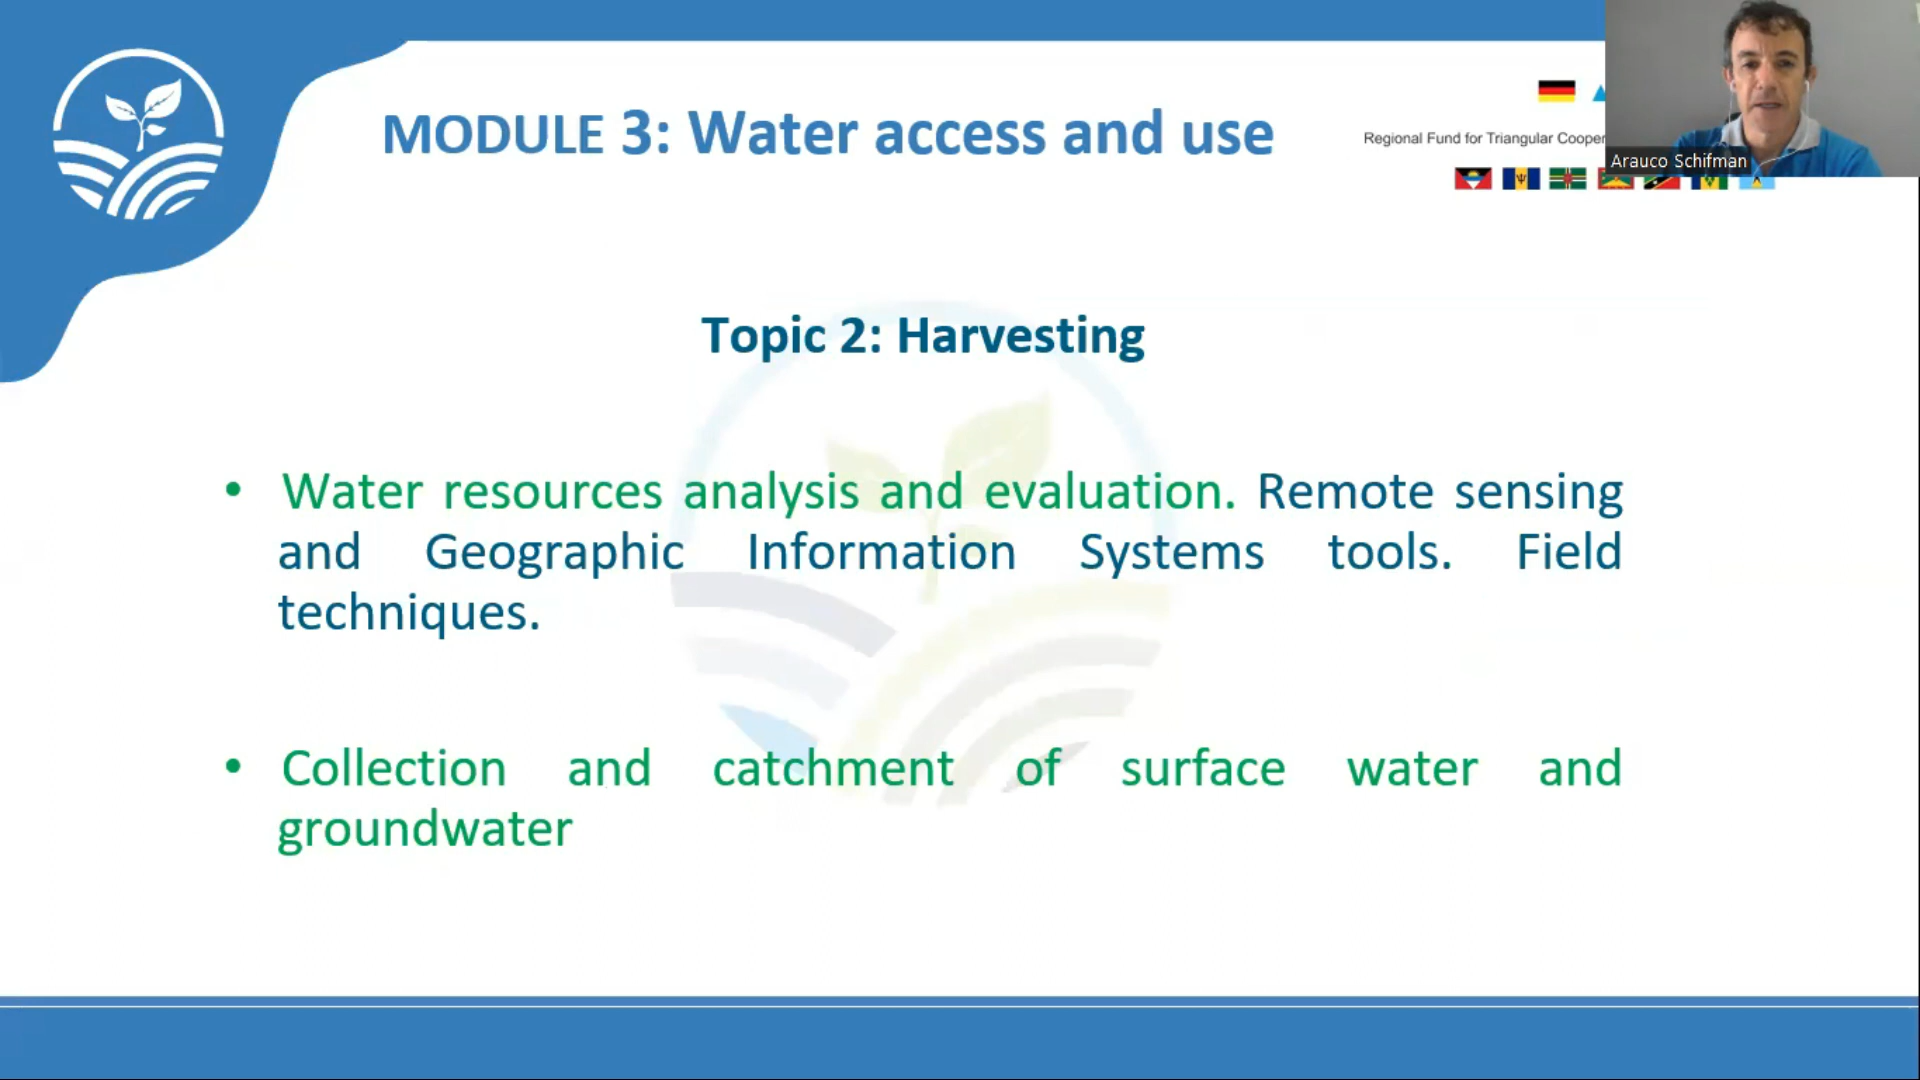 MODULE 3: Water access and use
Regional Fund for Triangular
Arauco Schifman
Topic 2: Harvesting
• Water resources analysis and evaluation. Remote sensing
and Geographic Information Systems tools. Field
techniques.
• Collection and catchment of surface water and
groundwater